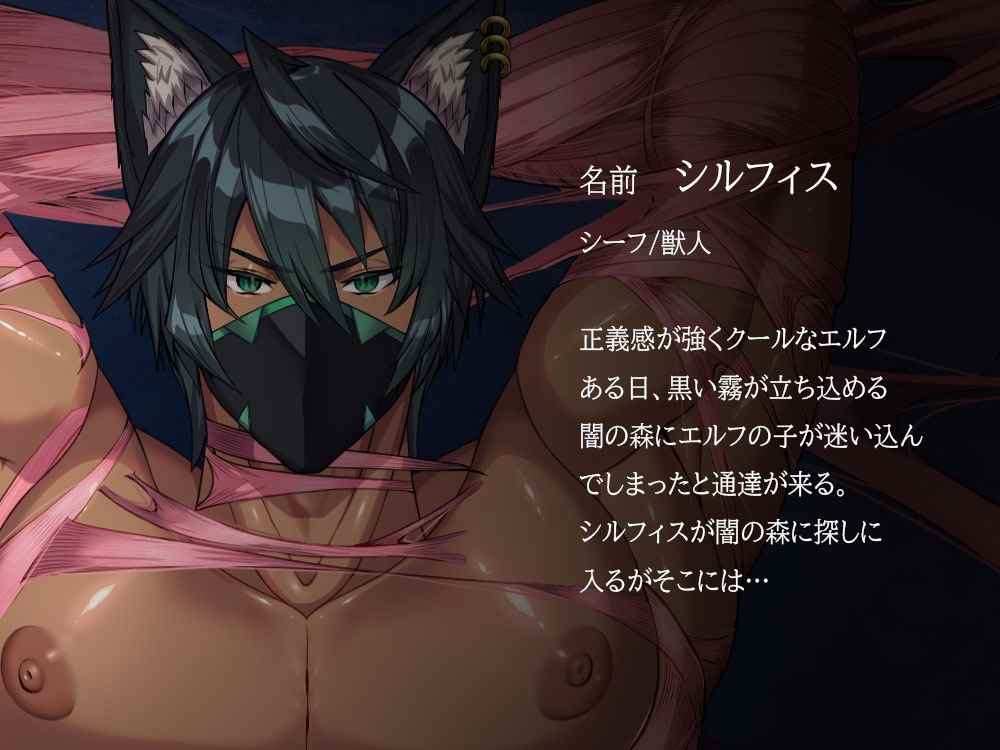 名前　シルフィス
シーフ/獣人
正義感が強くクールなエルフ
ある日、黒い霧が立ち込める
闇の森にエルフの子が迷い込ん
でしまったと通達が来る。
シルフィスが闇の森に探しに
入るがそこには…